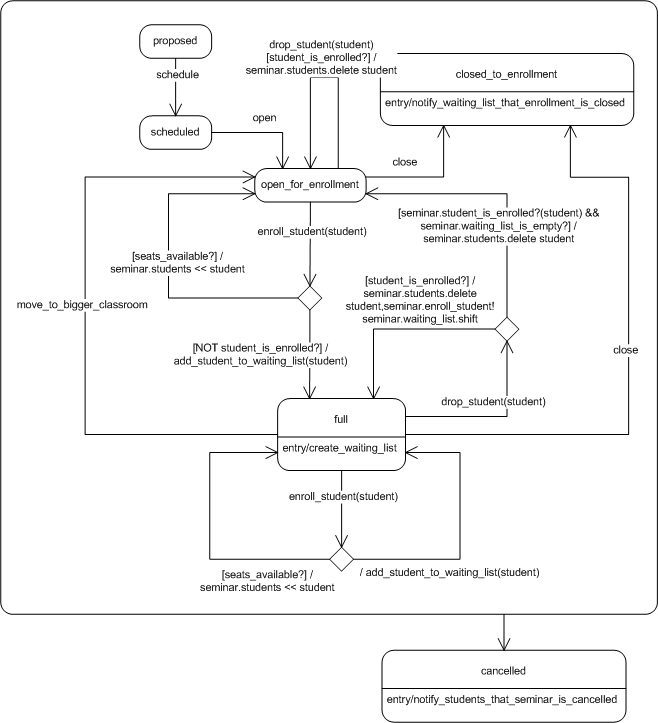 proposed
schedule
scheduled
open
drop_student(student)
[student_is_enrolled?] /
seminar.students.delete student
closed_to_enrollment
entry/notify_waiting_list_that_enrollment_is_closed
close
open_for_enrollment
enroll_student(student)
[seats_available?] /
seminar.students << student
[seminar.student_is_enrolled?(student) &&
seminar.waiting_list_is_empty?] /
seminar.students.delete student
move_to_bigger_classroom
[student_is_enrolled?] /
seminar.students.delete
student,seminar.enroll_student!
seminar.waiting_list.shift
[NOT student_is_enrolled?] /
add_student_to_waiting_list(student)
close
drop_student(student)
full
entry/create_waiting_list
enroll_student(student)
[seats_available?] /
seminar.students << student
/ add_student_to_waiting_list(student)
cancelled
entry/notify_students_that_seminar_is_cancelled